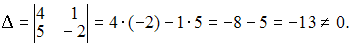 Δ = |4 1; 5 − 2| = 4·(−2) −1· 5 = −8 − 5 = −13 ≠ 0.